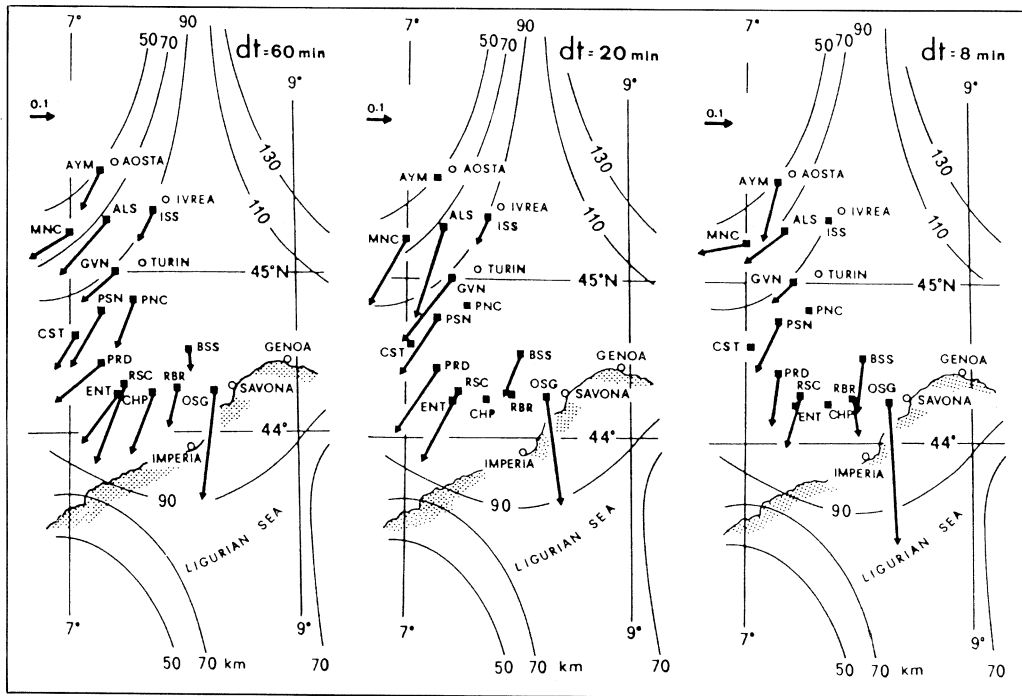 7°
90
50
70
dt=60 min
9°
0.1
130
AYM
AOSTA
IVREA
110
ALS
ISS
MNC
GVN
TURIN
45°N
PSN
PNC
CST
BSS
GENOA
PRD
RSC
RBR
ENT
CHP
OSG
SAVONA
44°
IMPERIA
90
LIGURIAN SEA
7°
9°
50
70 km
70
7°
90
50
70
dt=20 min
9°
0.1
130
AYM
AOSTA
IVREA
110
ALS
ISS
MNC
TURIN
45°N
GVN
PNC
PSN
CST
BSS
GENOA
PRD
RSC
OSG
SAVONA
ENT
CHP
RBR
44°
IMPERIA
90
LIGURIAN SEA
7°
9°
50
70 km
70
7°
90
50
70
dt=8 min
9°
0.1
130
AYM
AOSTA
IVREA
110
ALS
ISS
MNC
TURIN
GVN
45°N
PNC
PSN
CST
BSS
GENOA
PRD
RSC
RBR
OSG
SAVONA
ENT
CHP
44°
IMPERIA
90
LIGURIAN SEA
7°
9°
50
70 km
70